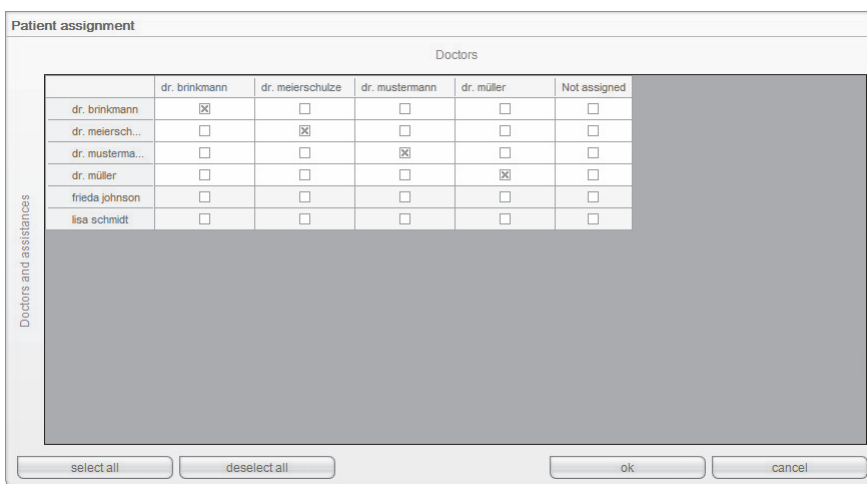 Patient assignment
Doctors
dr. brinkmann dr. meierschulze dr. mustermann dr. müller Not assigned
dr. brinkmann
dr. meiersch...
dr. musterma...
dr. müller
frieda johnson
lisa schmidt
Doctors and assistances
select all deselect all ok cancel